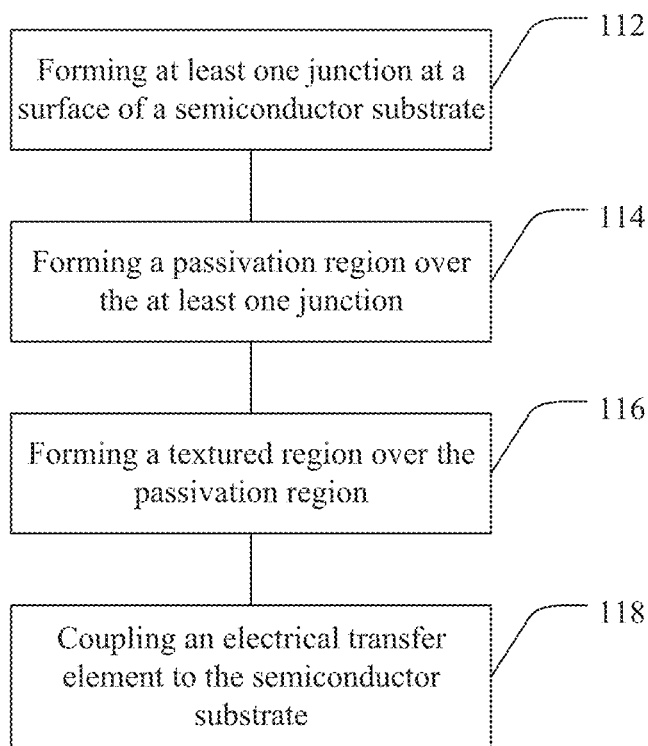 112
Forming at least one junction at a
surface of a semiconductor substrate
114
Forming a passivation region over
the at least one junction
116
Forming a textured region over the
passivation region
118
Coupling an electrical transfer
element to the semiconductor
substrate